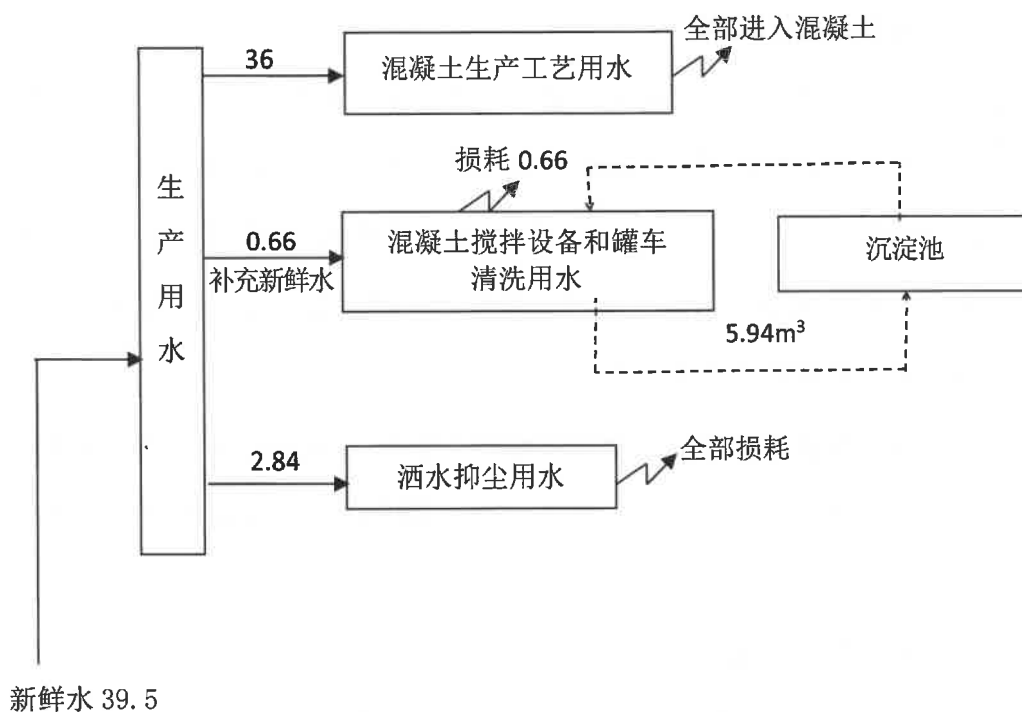 全部进入混凝土
36
混凝土生产工艺用水
损耗 0.66
生产用水
0.66
补充新鲜水
混凝土搅拌设备和罐车
清洗用水
沉淀池
5.94m³
2.84
洒水抑尘用水
全部损耗
新鲜水 39.5